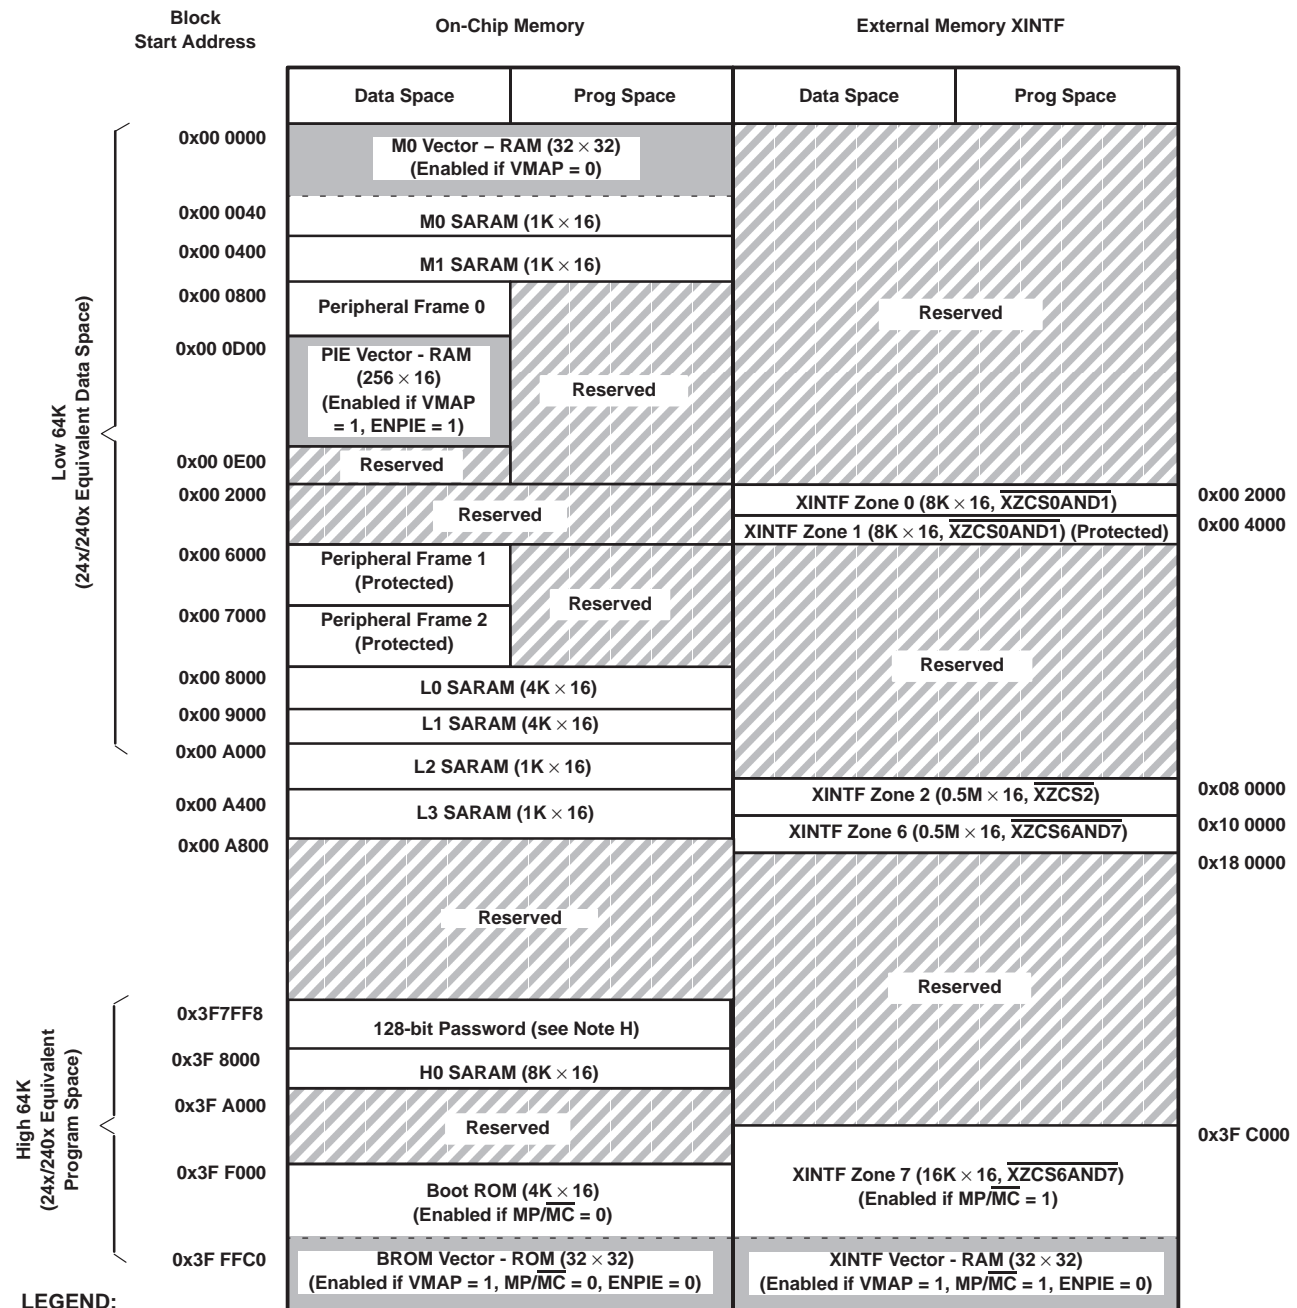 Block
Start Address
On-Chip Memory
External Memory XINTF
Data Space
Prog Space
Data Space
Prog Space
Low 64K
(24x/240x Equivalent Data Space)
0x00 0000
M0 Vector – RAM (32 × 32)
(Enabled if VMAP = 0)
0x00 0040
M0 SARAM (1K × 16)
0x00 0400
M1 SARAM (1K × 16)
0x00 0800
Peripheral Frame 0
Reserved
0x00 0D00
PIE Vector - RAM
(256 × 16)
(Enabled if VMAP
= 1, ENPIE = 1)
Reserved
0x00 0E00
Reserved
0x00 2000
Reserved
XINTF Zone 0 (8K × 16, XZCS0AND1)
0x00 2000
XINTF Zone 1 (8K × 16, XZCS0AND1) (Protected)
0x00 4000
0x00 6000
Peripheral Frame 1
(Protected)
Reserved
0x00 7000
Peripheral Frame 2
(Protected)
Reserved
0x00 8000
L0 SARAM (4K × 16)
0x00 9000
L1 SARAM (4K × 16)
0x00 A000
L2 SARAM (1K × 16)
XINTF Zone 2 (0.5M × 16, XZCS2)
0x08 0000
0x00 A400
L3 SARAM (1K × 16)
XINTF Zone 6 (0.5M × 16, XZCS6AND7)
0x10 0000
0x00 A800
0x18 0000
Reserved
Reserved
High 64K
(24x/240x Equivalent
Program Space)
0x3F7FF8
128-bit Password (see Note H)
0x3F 8000
H0 SARAM (8K × 16)
0x3F A000
Reserved
0x3F C000
0x3F F000
Boot ROM (4K × 16)
(Enabled if MP/MC = 0)
XINTF Zone 7 (16K × 16, XZCS6AND7)
(Enabled if MP/MC = 1)
0x3F FFC0
BROM Vector - ROM (32 × 32)
(Enabled if VMAP = 1, MP/MC = 0, ENPIE = 0)
XINTF Vector - RAM (32 × 32)
(Enabled if VMAP = 1, MP/MC = 1, ENPIE = 0)
LEGEND: